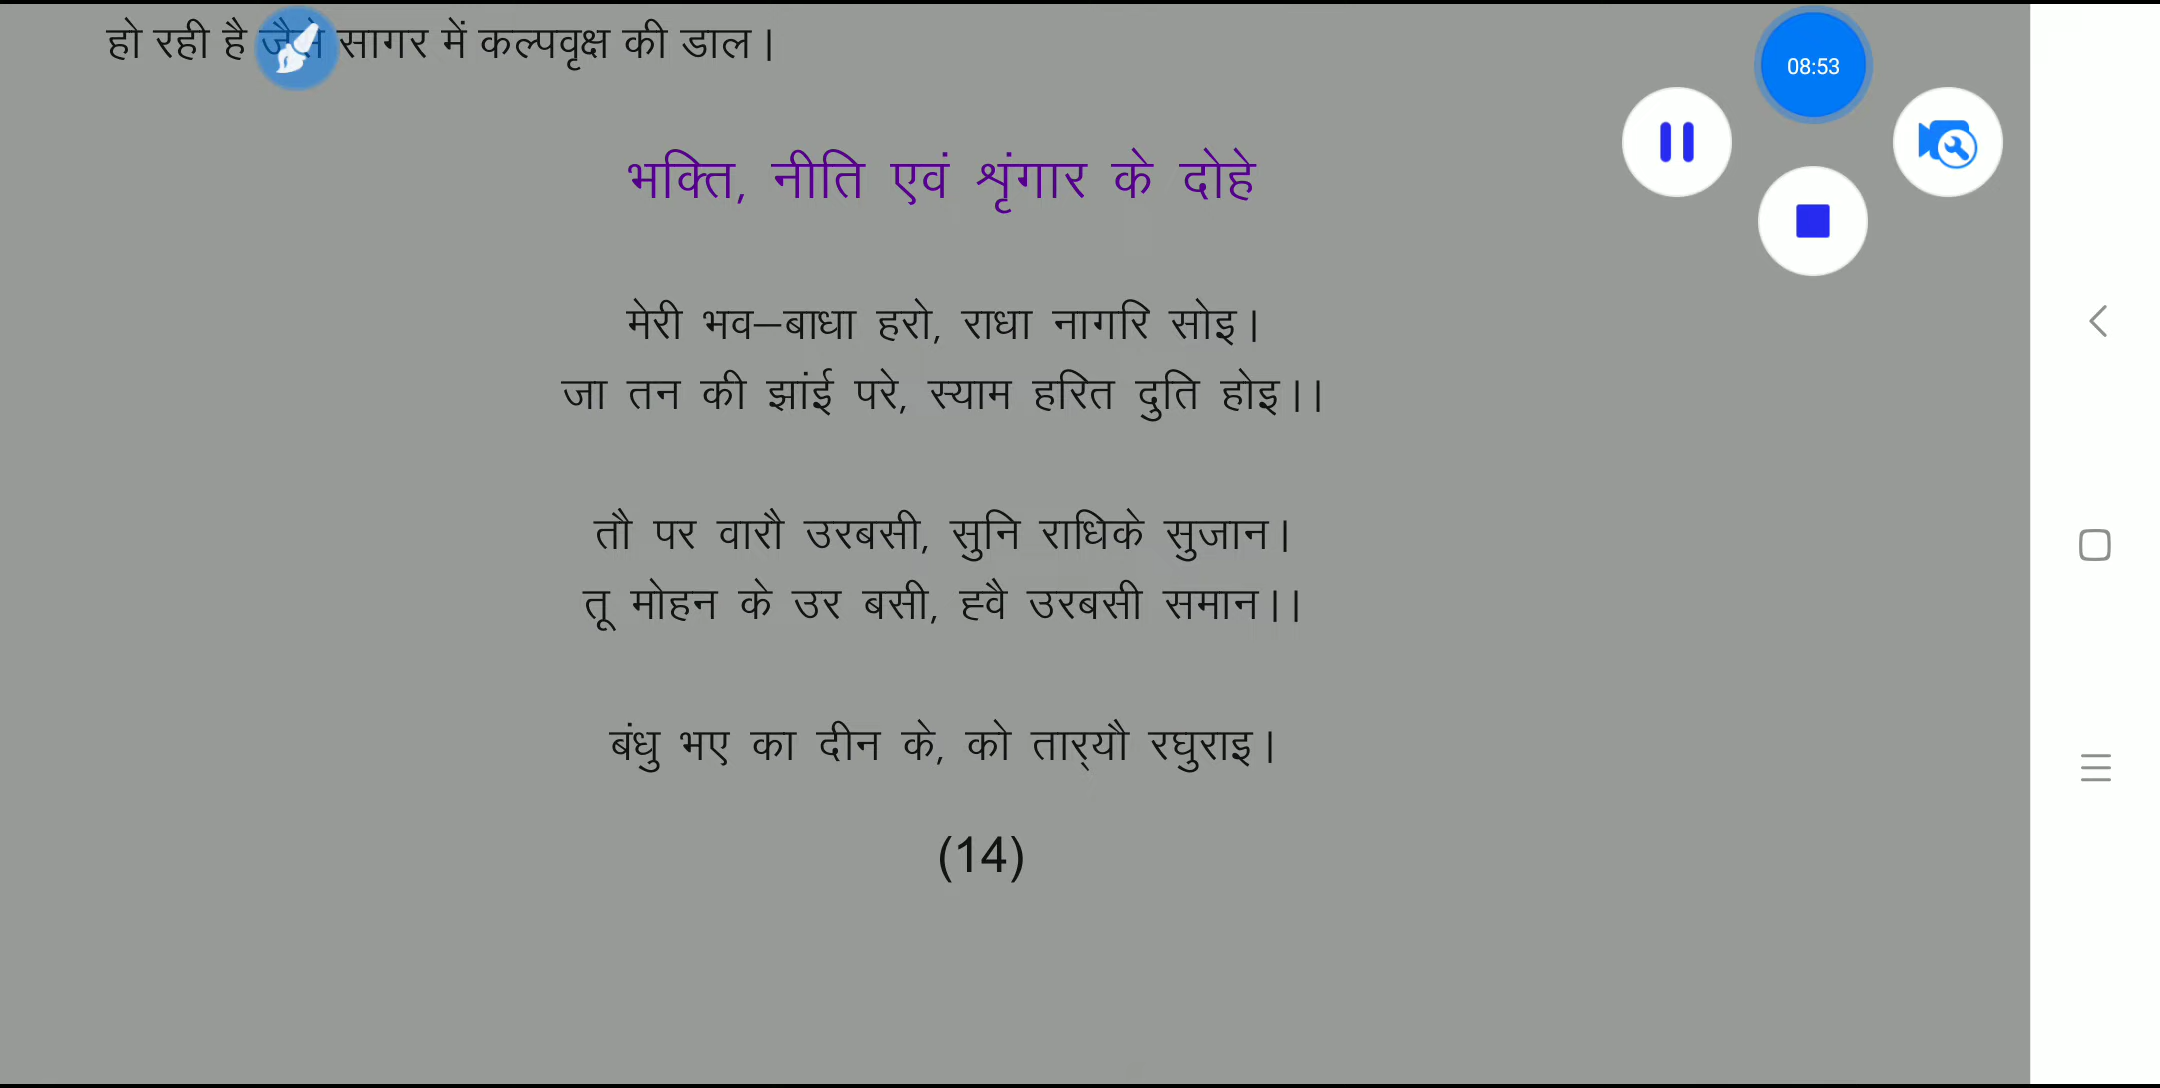 हो रही है जैसे सागर में कल्पवृक्ष की डाल।
08:53
भक्ति, नीति एवं शृंगार के दोहे
मेरी भव–बाधा हरो, राधा नागरि सोइ।
जा तन की झांई परे, स्याम हरित दुति होइ।।
तौ पर वारौ उरबसी, सुनि राधिके सुजान।
तू मोहन के उर बसी, ह्वै उरबसी समान।।
बंधु भए का दीन के, को तार्‌यौ रघुराइ।
(14)